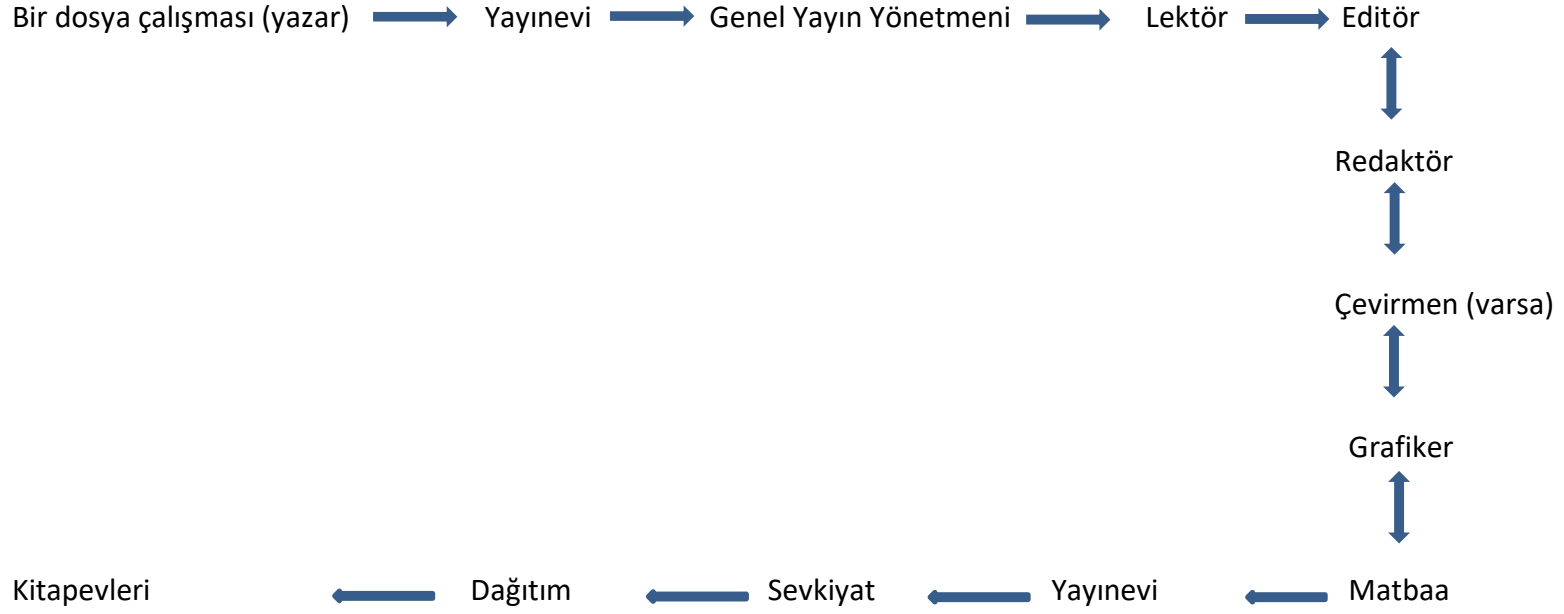 Bir dosya çalışması (yazar) Yayınevi Genel Yayın Yönetmeni Lektör Editör
Redaktör
Çevirmen (varsa)
Grafiker
Kitapevleri Dağıtım Sevkiyat Yayınevi Matbaa